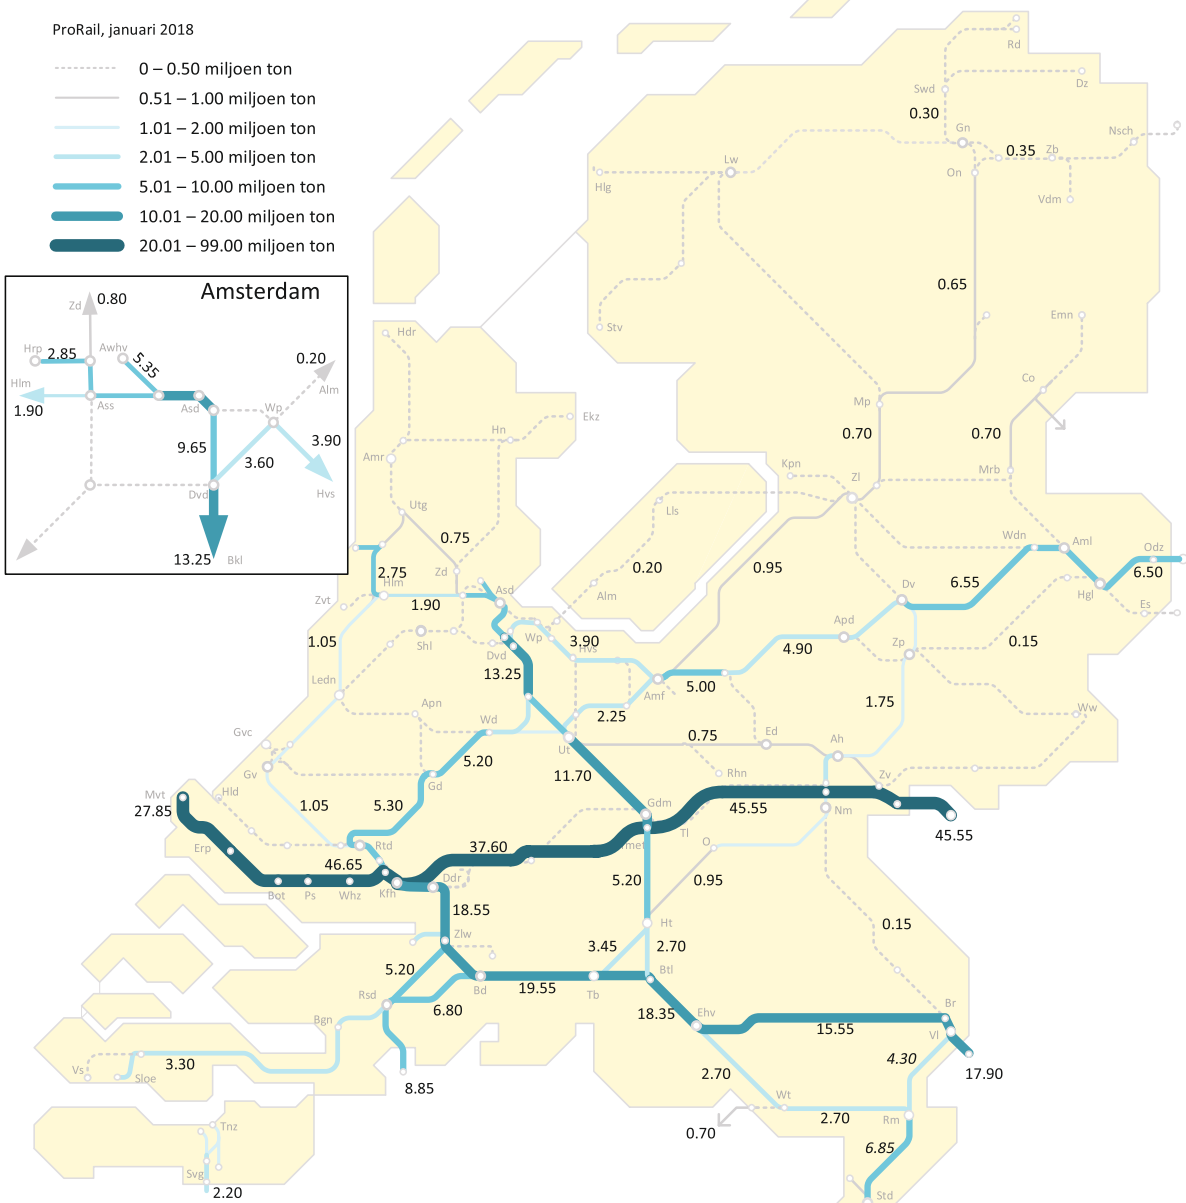 ProRail, januari 2018
0 – 0.50 miljoen ton
0.51 – 1.00 miljoen ton
1.01 – 2.00 miljoen ton
2.01 – 5.00 miljoen ton
5.01 – 10.00 miljoen ton
10.01 – 20.00 miljoen ton
20.01 – 99.00 miljoen ton
Amsterdam
Zd
0.80
Hrp
2.85
Awhv
5.35
0.20
Alm
Hlm
1.90
Ass
Asd
Wp
9.65
3.60
3.90
Hvs
Dvd
13.25
Bkl
Rd
Swd
Dz
0.30
Gn
Nsch
0.35
Zb
Lw
On
Hlg
Vdm
0.65
Stv
Emn
Hdr
Co
Mp
Ekz
Hn
0.70
0.70
Amr
Kpn
Zl
Mrb
Utg
Lls
0.75
Wdn
Aml
Odz
Zd
2.75
0.20
0.95
6.50
Hlm
6.55
Hgl
Zvt
1.90
Asd
Alm
Dv
Es
Apd
1.05
Shl
Wp
3.90
Zp
0.15
Dvd
Hvs
4.90
13.25
Ledn
5.00
Amf
Apn
1.75
Ww
Wd
2.25
Gvc
0.75
Ed
Ah
Ut
5.20
Gv
11.70
Rhn
Zv
Gd
Mvt
Hld
27.85
1.05
5.30
Gdm
45.55
Nm
Tl
45.55
Erp
Rtd
37.60
met
O
46.65
Ddr
5.20
0.95
Bot
Ps
Whz
Kfh
18.55
0.15
Zlw
Ht
3.45
2.70
5.20
Btl
Rsd
19.55
Bd
Tb
6.80
Br
Bgn
18.35
Ehv
15.55
Vl
3.30
4.30
Vs
Sloe
2.70
17.90
8.85
Wt
2.70
Rm
Tnz
0.70
6.85
Svg
2.20
Std